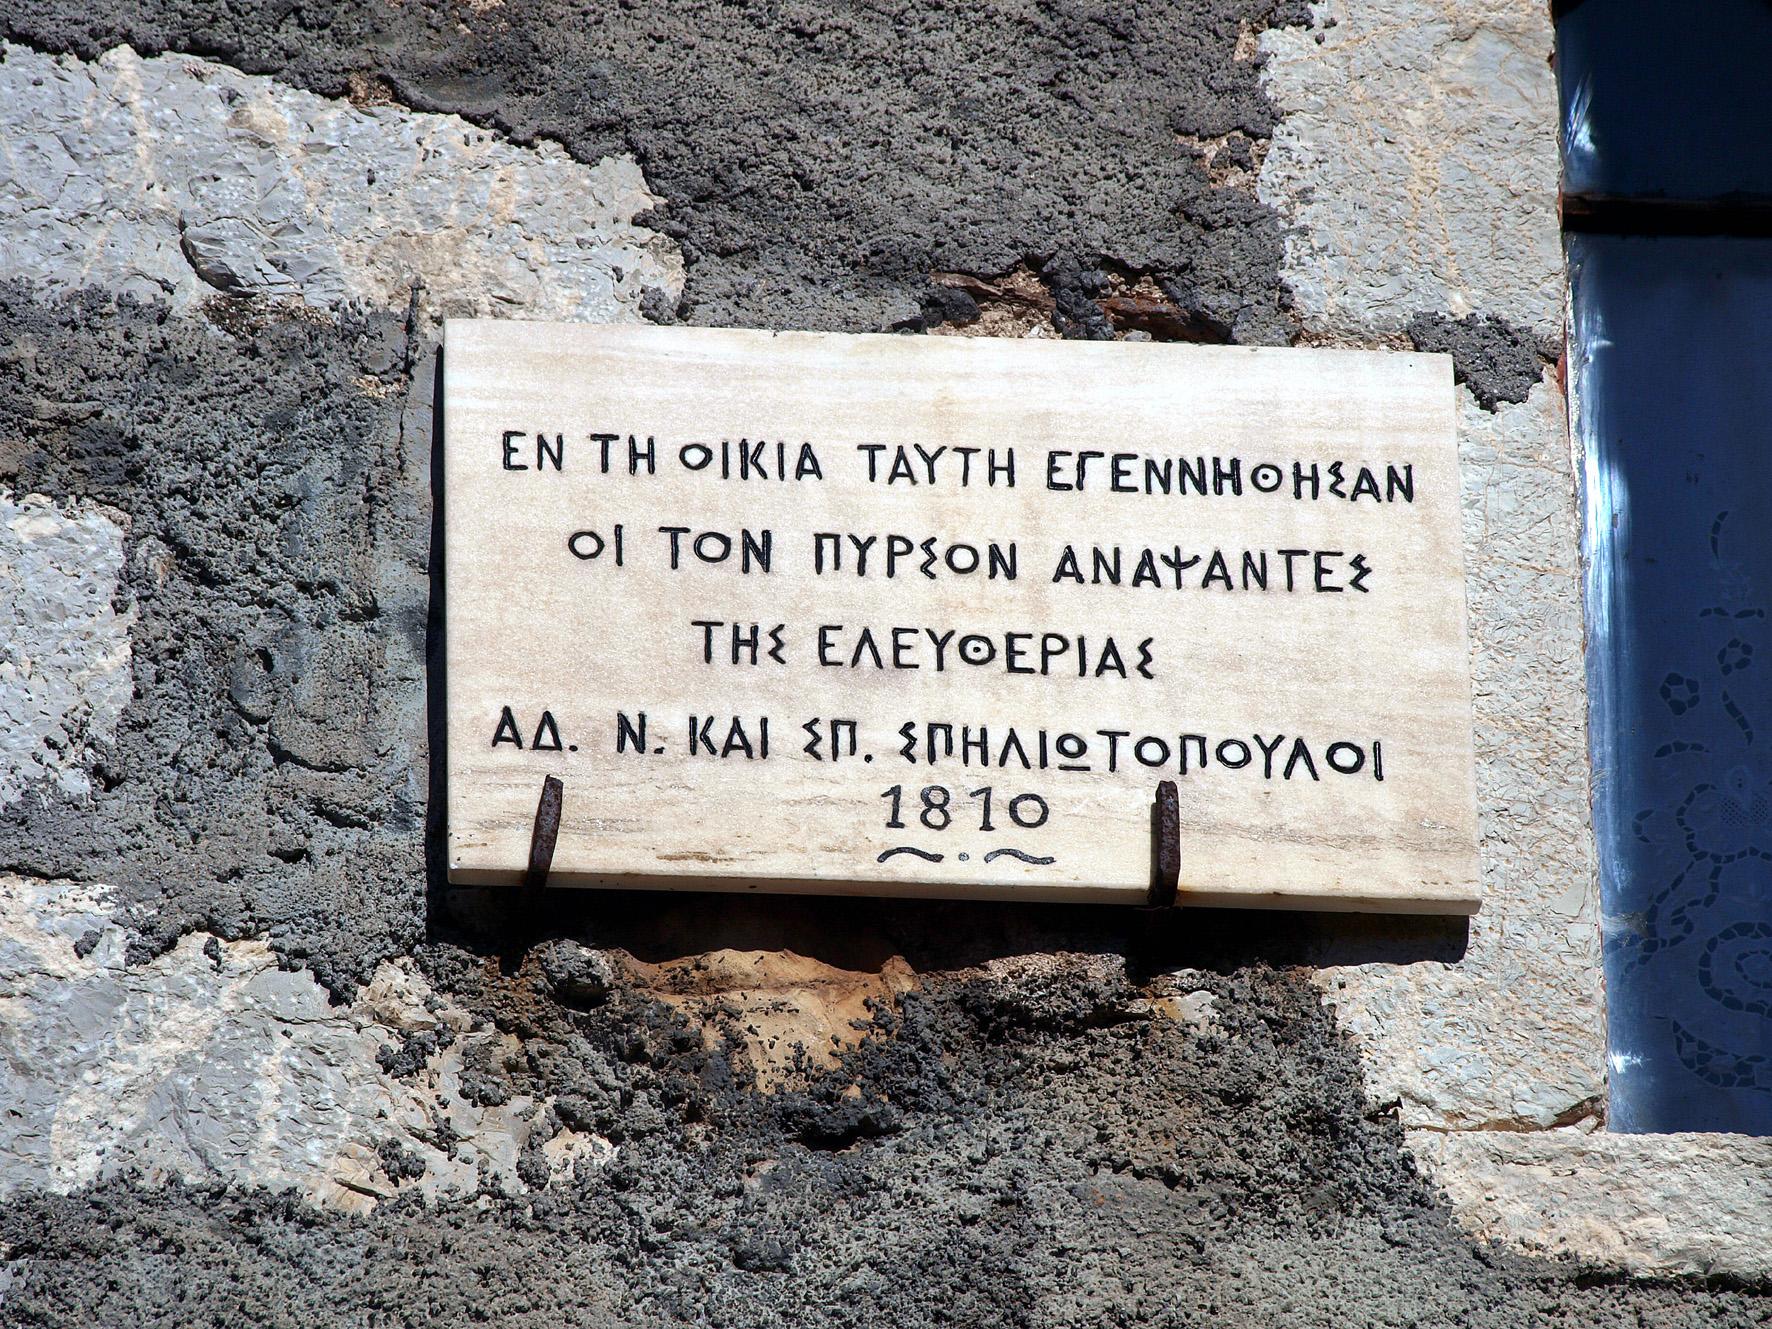 ΕΝ ΤΗ ΟΙΚΙΑ ΤΑΥΤΗ ΕΓΕΝΝΗΘΗΣΑΝ
ΟΙ ΤΟΝ ΠΥΡΣΟΝ ΑΝΑΨΑΝΤΕΣ
ΤΗΣ ΕΛΕΥΘΕΡΙΑΣ
ΑΔ. Ν. ΚΑΙ ΣΠ. ΣΠΗΛΙΩΤΟΠΟΥΛΟΙ
1810